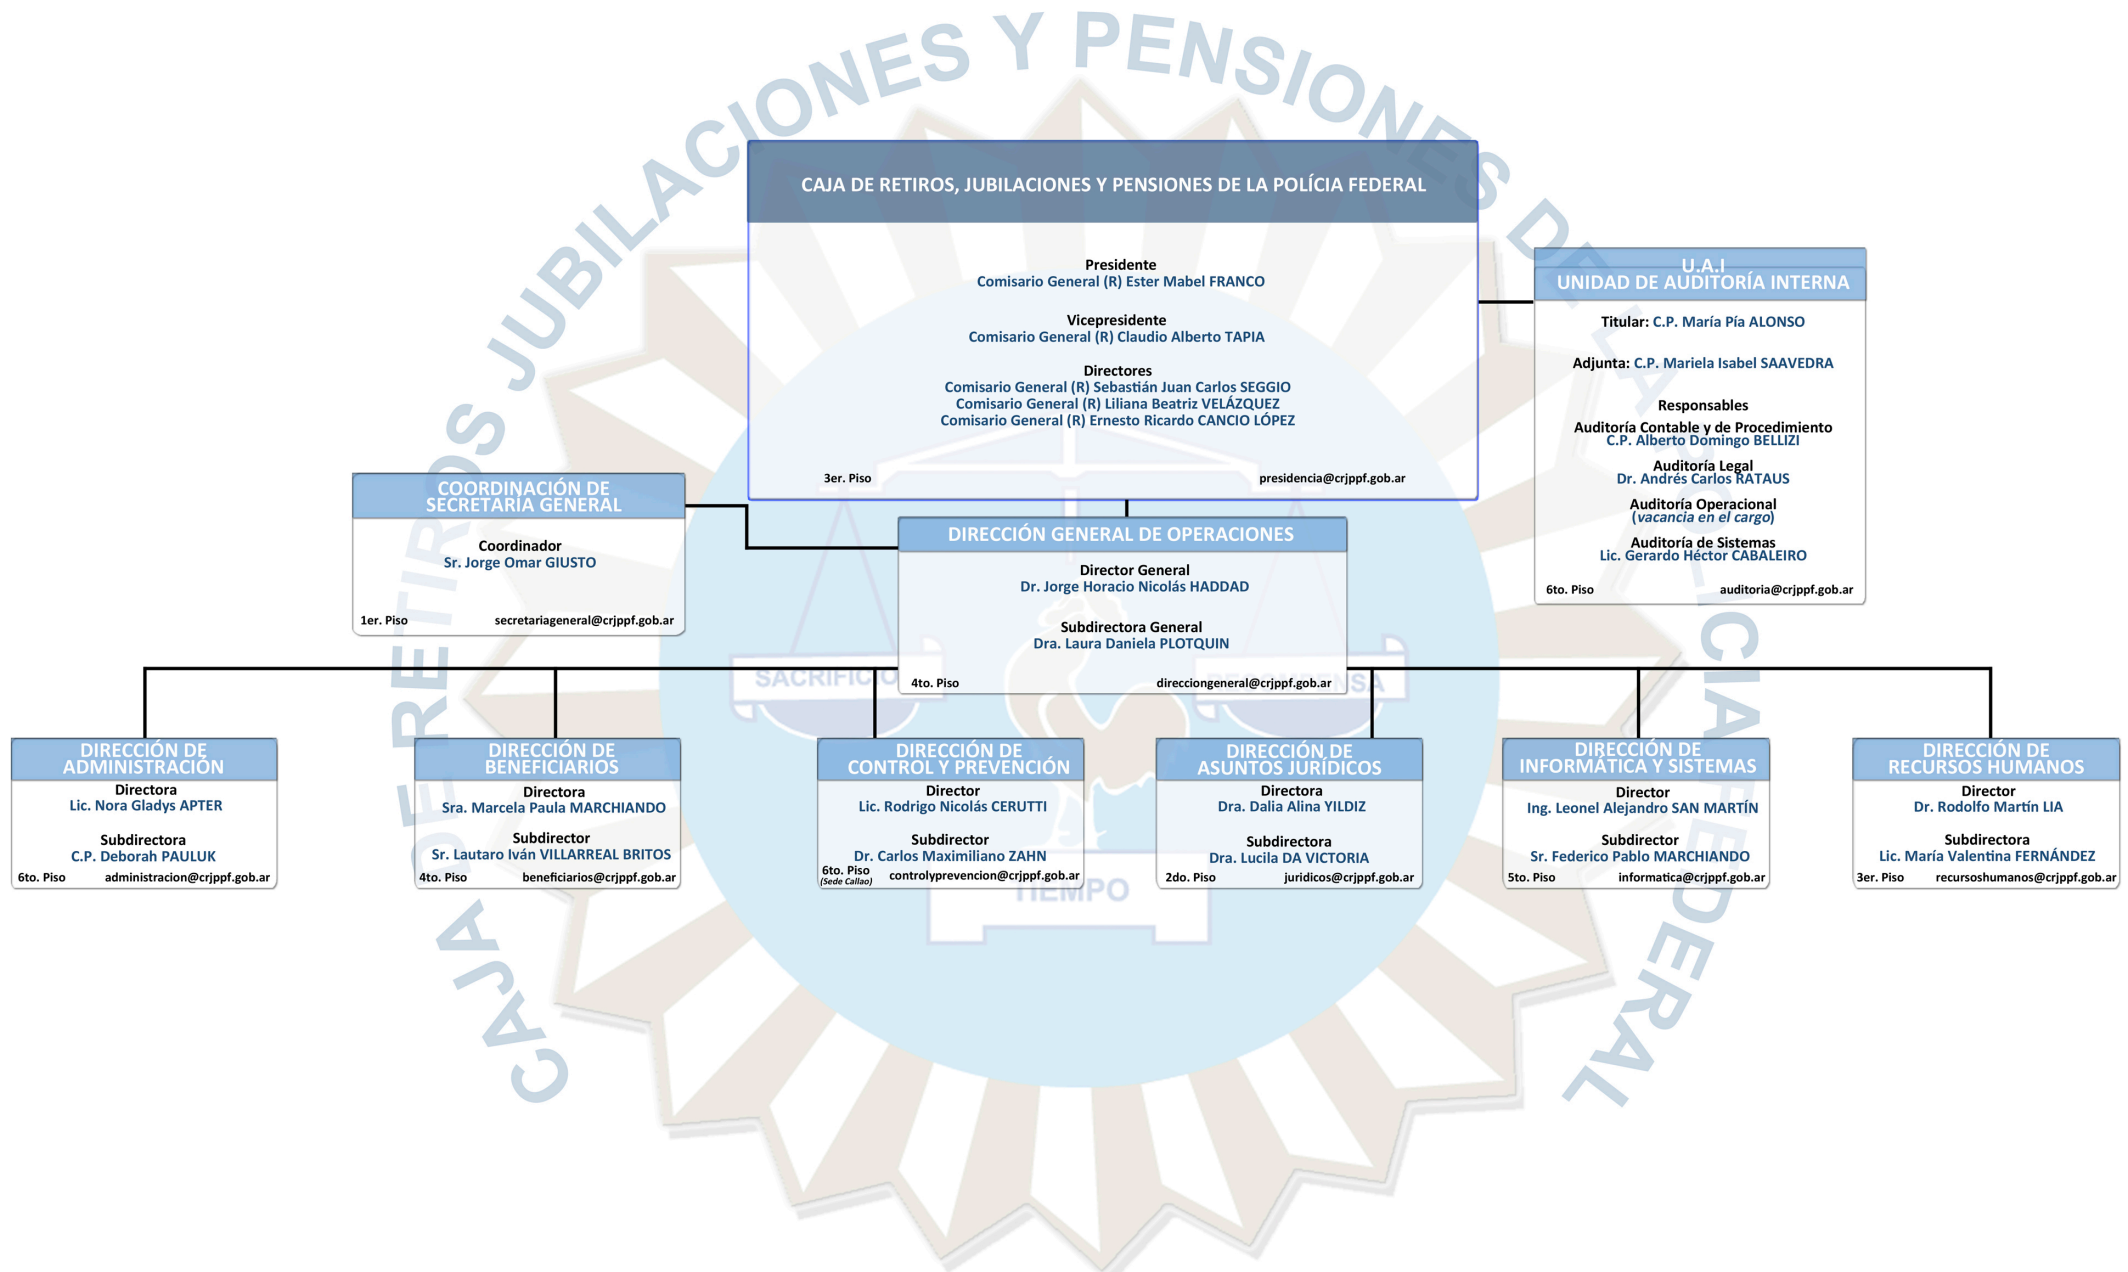 CAJA DE RETIROS JUBILACIONES Y PENSIONES DE LA POLICIA FEDERAL
CAJA DE RETIROS, JUBILACIONES Y PENSIONES DE LA POLÍCIA FEDERAL
Presidente
Comisario General (R) Ester Mabel FRANCO
Vicepresidente
Comisario General (R) Claudio Alberto TAPIA
Directores
Comisario General (R) Sebastián Juan Carlos SEGGIO
Comisario General (R) Liliana Beatriz VELÁZQUEZ
Comisario General (R) Ernesto Ricardo CANCIO LÓPEZ
3er. Piso presidencia@crjppf.gob.ar
U.A.I
UNIDAD DE AUDITORÍA INTERNA
Titular: C.P. María Pía ALONSO
Adjunta: C.P. Mariela Isabel SAAVEDRA
Responsables
Auditoría Contable y de Procedimiento
C.P. Alberto Domingo BELLIZI
Auditoría Legal
Dr. Andrés Carlos RATAUS
Auditoría Operacional
(vacancia en el cargo)
Auditoría de Sistemas
Lic. Gerardo Héctor CABALEIRO
6to. Piso auditoria@crjppf.gob.ar
COORDINACIÓN DE
SECRETARÍA GENERAL
Coordinador
Sr. Jorge Omar GIUSTO
1er. Piso secretariageneral@crjppf.gob.ar
DIRECCIÓN GENERAL DE OPERACIONES
Director General
Dr. Jorge Horacio Nicolás HADDAD
Subdirectora General
Dra. Laura Daniela PLOTQUIN
4to. Piso direcciongeneral@crjppf.gob.ar
SACRIFICIO
RECOMPENSA
DIRECCIÓN DE
ADMINISTRACIÓN
Directora
Lic. Nora Gladys APTER
Subdirectora
C.P. Deborah PAULUK
6to. Piso administracion@crjppf.gob.ar
DIRECCIÓN DE
BENEFICIARIOS
Directora
Sra. Marcela Paula MARCHIANDO
Subdirector
Sr. Lautaro Iván VILLARREAL BRITOS
4to. Piso beneficiarios@crjppf.gob.ar
DIRECCIÓN DE
CONTROL Y PREVENCIÓN
Director
Lic. Rodrigo Nicolás CERUTTI
Subdirector
Dr. Carlos Maximiliano ZAHN
6to. Piso controlyprevencion@crjppf.gob.ar
(Sede Callao)
DIRECCIÓN DE
ASUNTOS JURÍDICOS
Directora
Dra. Dalia Alina YILDIZ
Subdirectora
Dra. Lucila DA VICTORIA
2do. Piso juridicos@crjppf.gob.ar
DIRECCIÓN DE
INFORMÁTICA Y SISTEMAS
Director
Ing. Leonel Alejandro SAN MARTÍN
Subdirector
Sr. Federico Pablo MARCHIANDO
5to. Piso informatica@crjppf.gob.ar
DIRECCIÓN DE
RECURSOS HUMANOS
Director
Dr. Rodolfo Martín LIA
Subdirectora
Lic. María Valentina FERNÁNDEZ
3er. Piso recursoshumanos@crjppf.gob.ar
TIEMPO